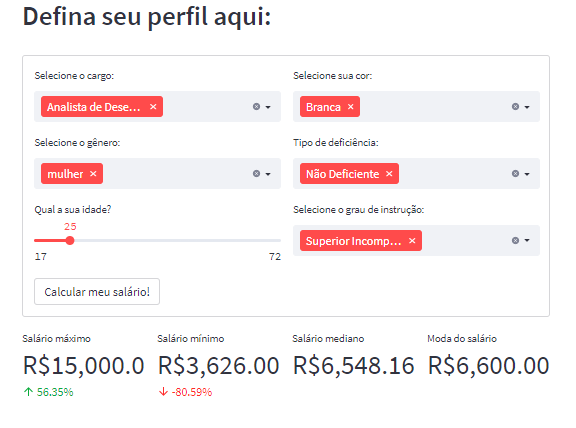 Defina seu perfil aqui:
Selecione o cargo:
Selecione sua cor:
Analista de Dese... ×
Branca ×
Selecione o gênero:
Tipo de deficiência:
mulher ×
Não Deficiente ×
Qual a sua idade?
Selecione o grau de instrução:
25
Superior Incomp... ×
17
72
Calcular meu salário!
Salário máximo
Salário mínimo
Salário mediano
Moda do salário
R$15,000.0
R$3,626.00
R$6,548.16
R$6,600.00
↑ 56.35%
↓ -80.59%